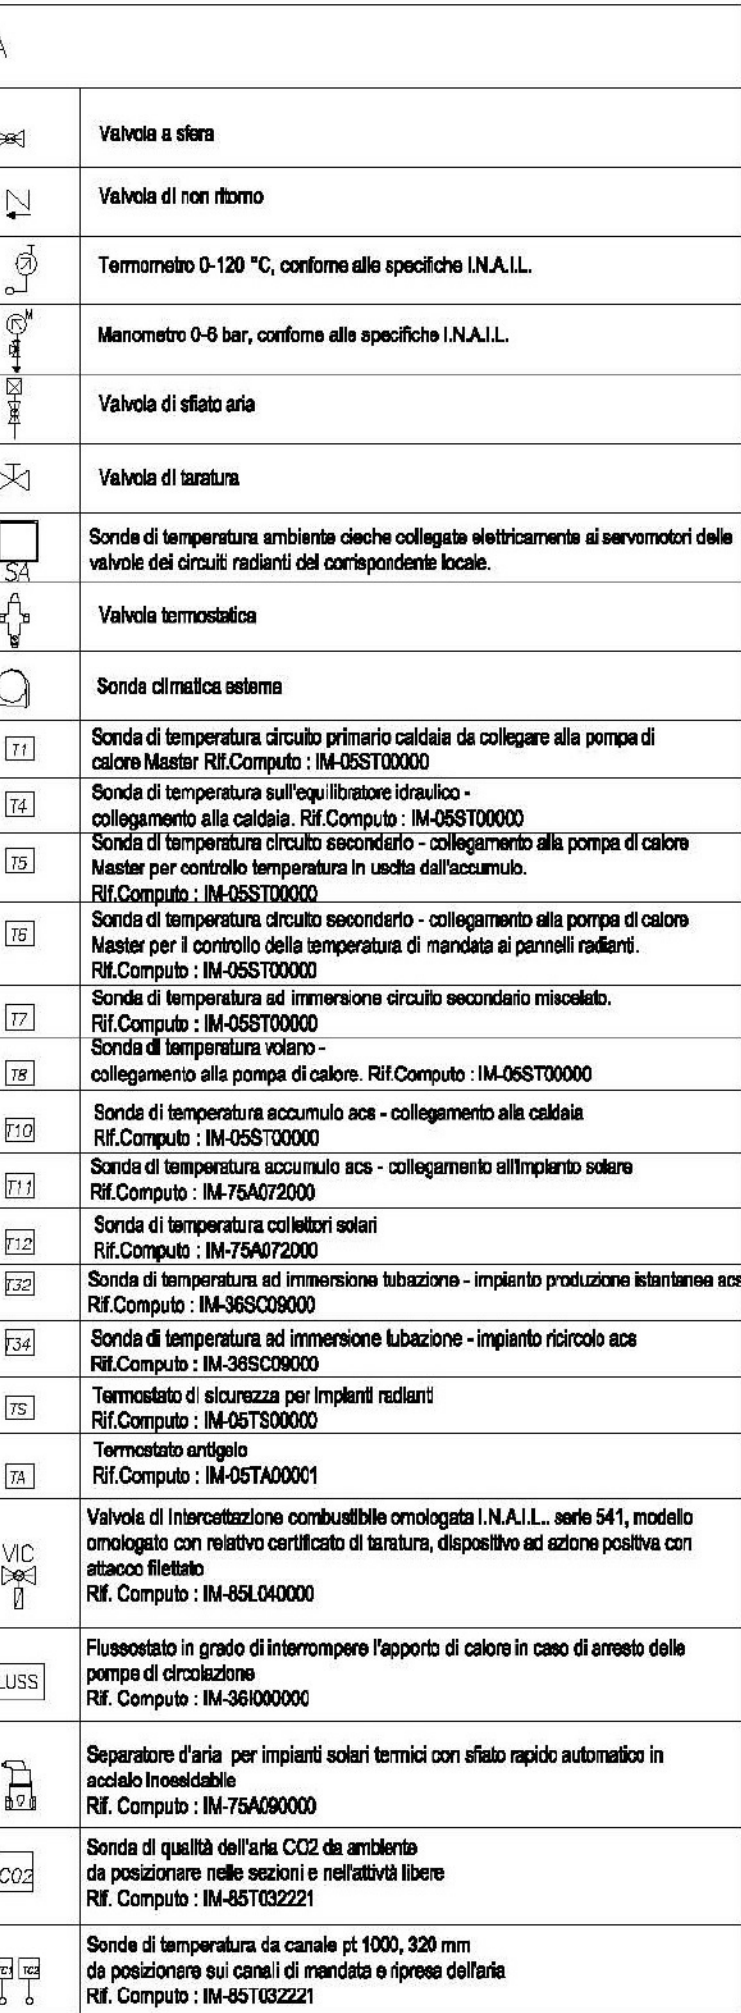 A
Valvola a sfera
Valvola di non ritorno
Termometro 0-120 °C, conforme alle specifiche I.N.A.I.L.
M
Manometro 0-6 bar, conforme alle specifiche I.N.A.I.L.
Valvola di sfiato aria
Valvola di taratura
SA
Sonde di temperatura ambiente cieche collegate elettricamente ai servomotori delle
valvole dei circuiti radianti del corrispondente locale.
Valvola termostatica
Sonda climatica esterna
T1
Sonda di temperatura circuito primario caldaia da collegare alla pompa di
calore Master Rif.Computo : IM-05ST00000
T4
Sonda di temperatura sull'equilibratore idraulico -
collegamento alla caldaia. Rif.Computo : IM-05ST00000
T5
Sonda di temperatura circuito secondario - collegamento alla pompa di calore
Master per controllo temperatura in uscita dall'accumulo.
Rif.Computo : IM-05ST00000
T6
Sonda di temperatura circuito secondario - collegamento alla pompa di calore
Master per il controllo della temperatura di mandata ai pannelli radianti.
Rif.Computo : IM-05ST00000
T7
Sonda di temperatura ad immersione circuito secondario miscelato.
Rif.Computo : IM-05ST00000
T8
Sonda di temperatura volano -
collegamento alla pompa di calore. Rif.Computo : IM-05ST00000
T10
Sonda di temperatura accumulo acs - collegamento alla caldaia
Rif.Computo : IM-05ST00000
T11
Sonda di temperatura accumulo acs - collegamento all'impianto solare
Rif.Computo : IM-75A072000
T12
Sonda di temperatura collettori solari
Rif.Computo : IM-75A072000
T32
Sonda di temperatura ad immersione tubazione - impianto produzione istantanea acs
Rif.Computo : IM-36SC09000
T34
Sonda di temperatura ad immersione tubazione - impianto ricircolo acs
Rif.Computo : IM-36SC09000
TS
Termostato di sicurezza per impianti radianti
Rif.Computo : IM-05TS00000
TA
Termostato antigelo
Rif.Computo : IM-05TA00001
VIC
Valvola di intercettazione combustibile omologata I.N.A.I.L.. serie 541, modello
omologato con relativo certificato di taratura, dispositivo ad azione positiva con
attacco filettato
Rif. Computo : IM-85L040000
LUSS
Flussostato in grado di interrompere l'apporto di calore in caso di arresto delle
pompe di circolazione
Rif. Computo : IM-36I000000
Separatore d'aria per impianti solari termici con sfiato rapido automatico in
acciaio inossidabile
Rif. Computo : IM-75A090000
CO2
Sonda di qualità dell'aria CO2 da ambiente
da posizionare nelle sezioni e nell'attività libere
Rif. Computo : IM-85T032221
TC1 TC2
Sonde di temperatura da canale pt 1000, 320 mm
da posizionare sui canali di mandata e ripresa dell'aria
Rif. Computo : IM-85T032221